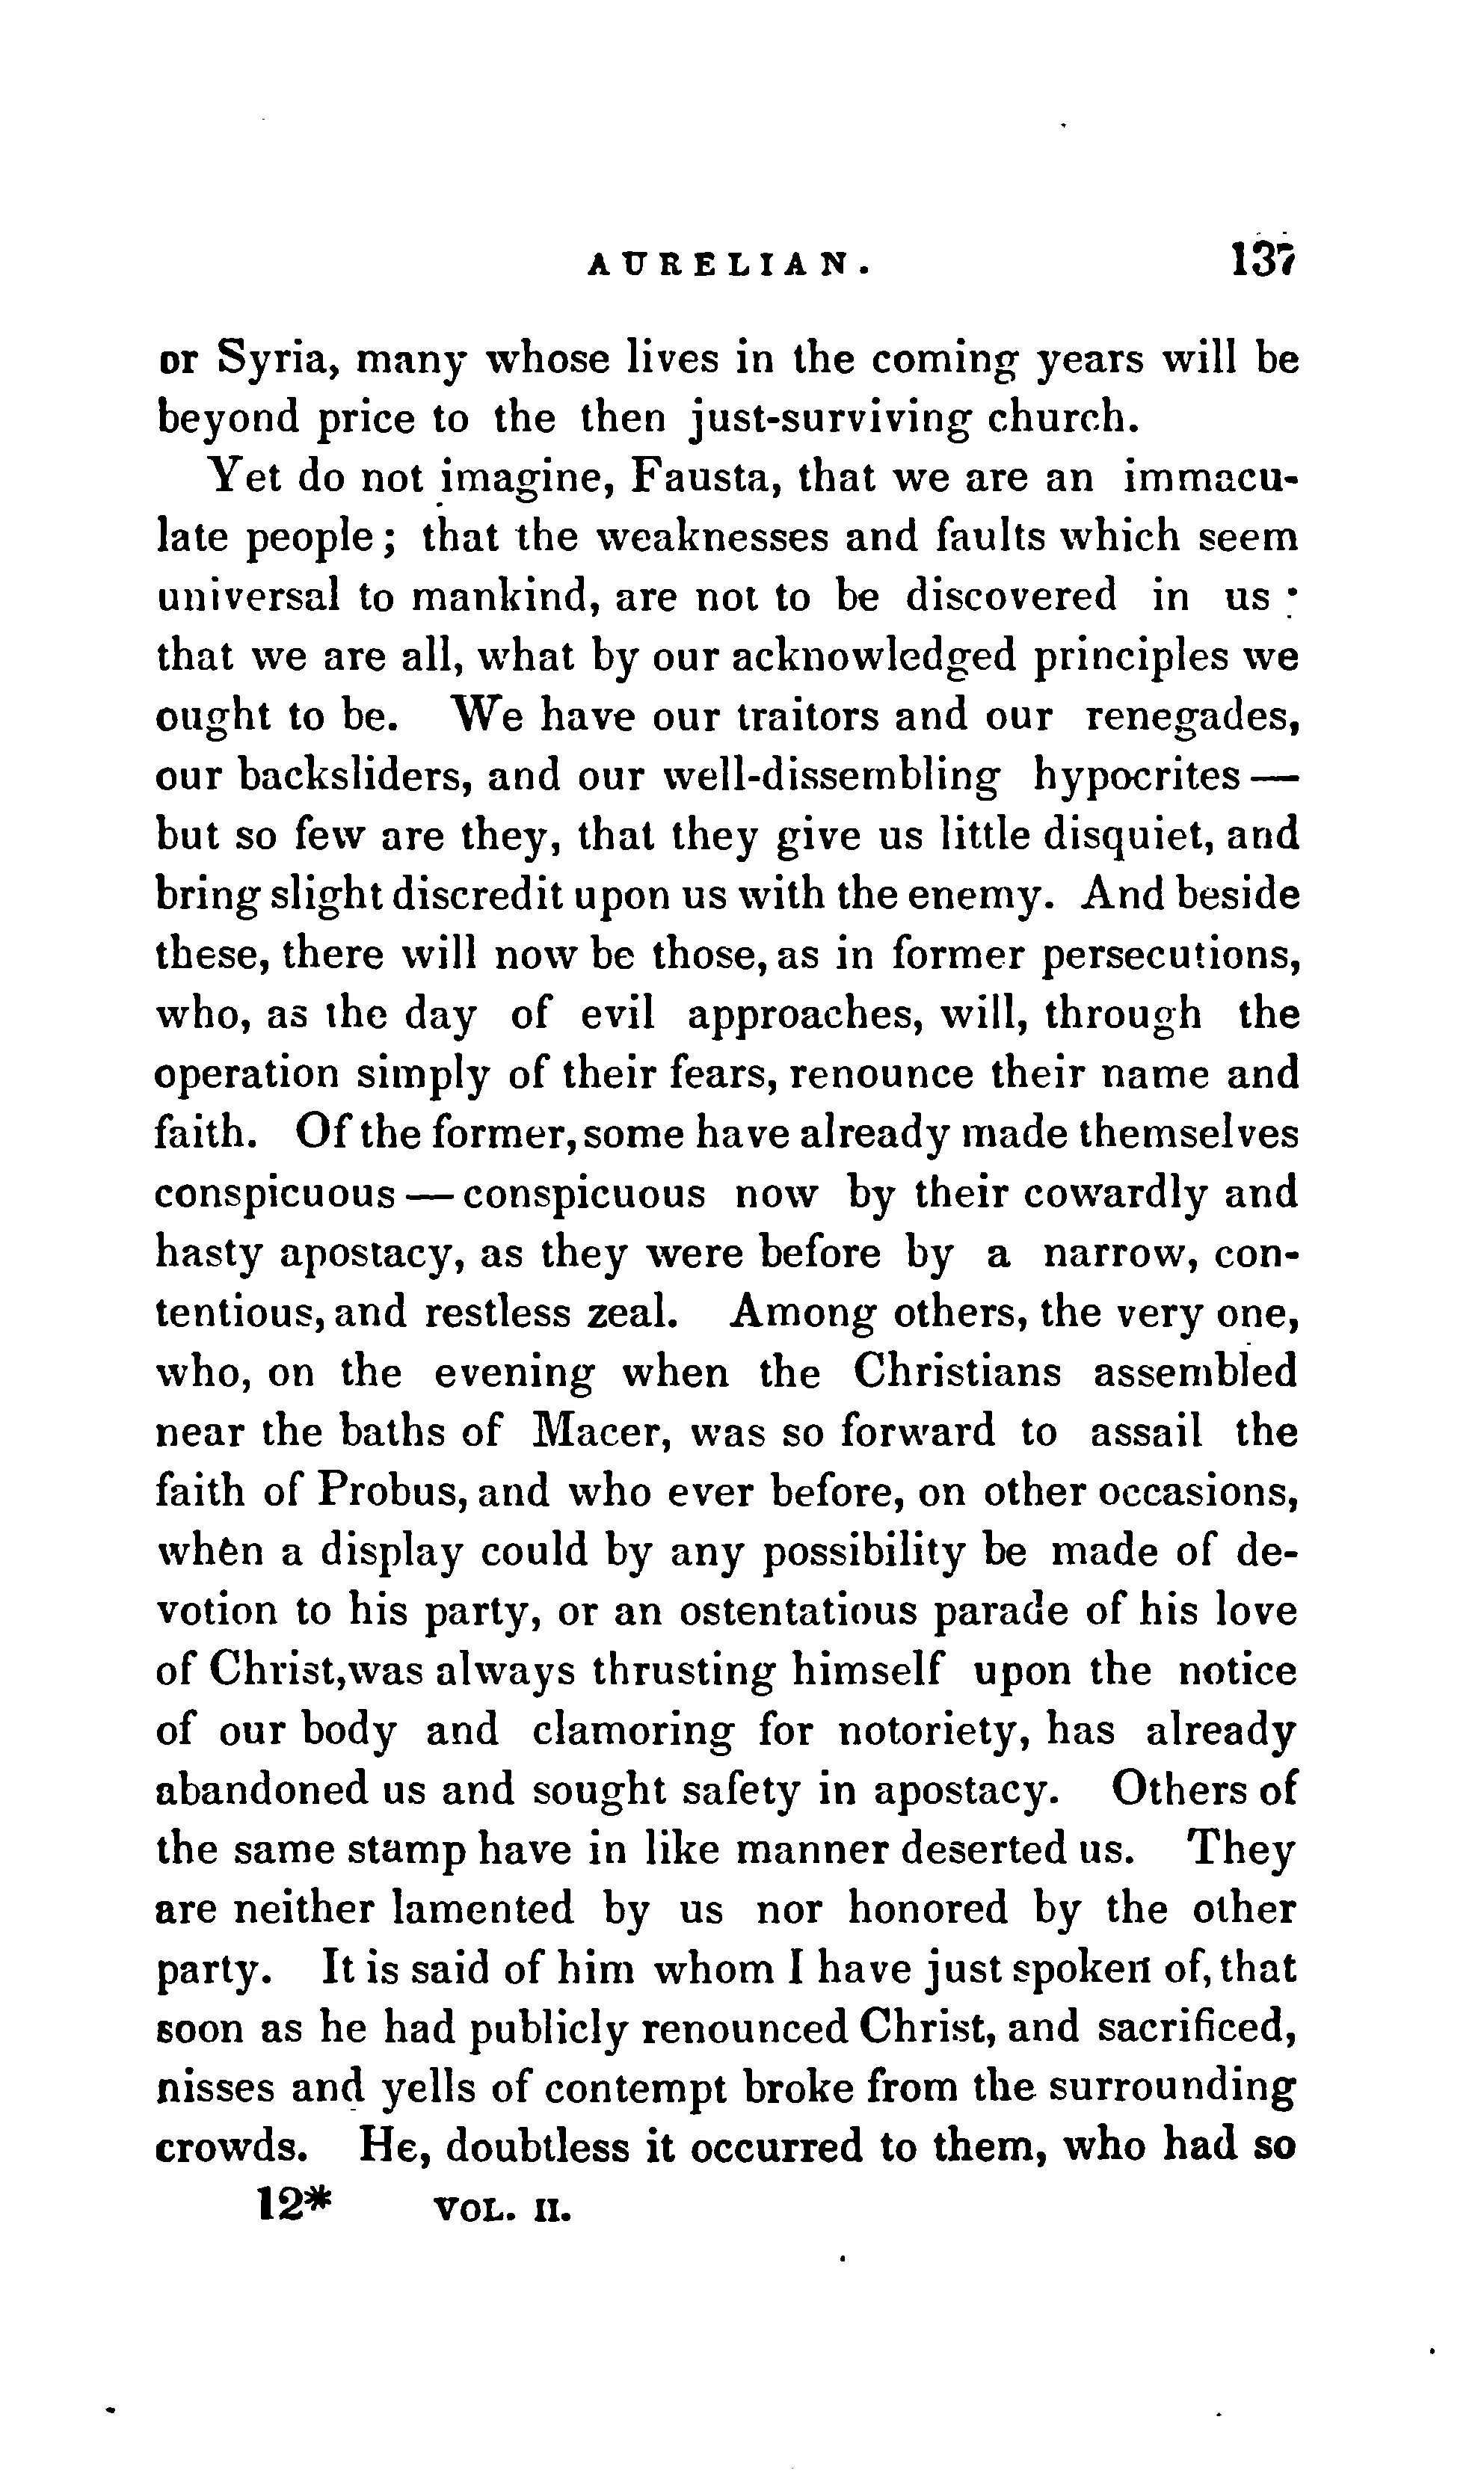 AURELIAN. 137
or Syria, many whose lives in the coming years will be
beyond price to the then just-surviving church.
Yet do not imagine, Fausta, that we are an immacu-
late people; that the weaknesses and faults which seem
universal to mankind, are not to be discovered in us ;
that we are all, what by our acknowledged principles we
ought to be. We have our traitors and our renegades,
our backsliders, and our well-dissembling hypocrites —
but so few are they, that they give us little disquiet, and
bring slight discredit upon us with the enemy. And beside
these, there will now be those, as in former persecutions,
who, as the day of evil approaches, will, through the
operation simply of their fears, renounce their name and
faith. Of the former, some have already made themselves
conspicuous — conspicuous now by their cowardly and
hasty apostacy, as they were before by a narrow, con-
tentious, and restless zeal. Among others, the very one,
who, on the evening when the Christians assembled
near the baths of Macer, was so forward to assail the
faith of Probus, and who ever before, on other occasions,
when a display could by any possibility be made of de-
votion to his party, or an ostentatious parade of his love
of Christ,was always thrusting himself upon the notice
of our body and clamoring for notoriety, has already
abandoned us and sought safety in apostacy. Others of
the same stamp have in like manner deserted us. They
are neither lamented by us nor honored by the other
party. It is said of him whom I have just spoken of, that
soon as he had publicly renounced Christ, and sacrificed,
hisses and yells of contempt broke from the surrounding
crowds. He, doubtless it occurred to them, who had so
12* VOL. II.